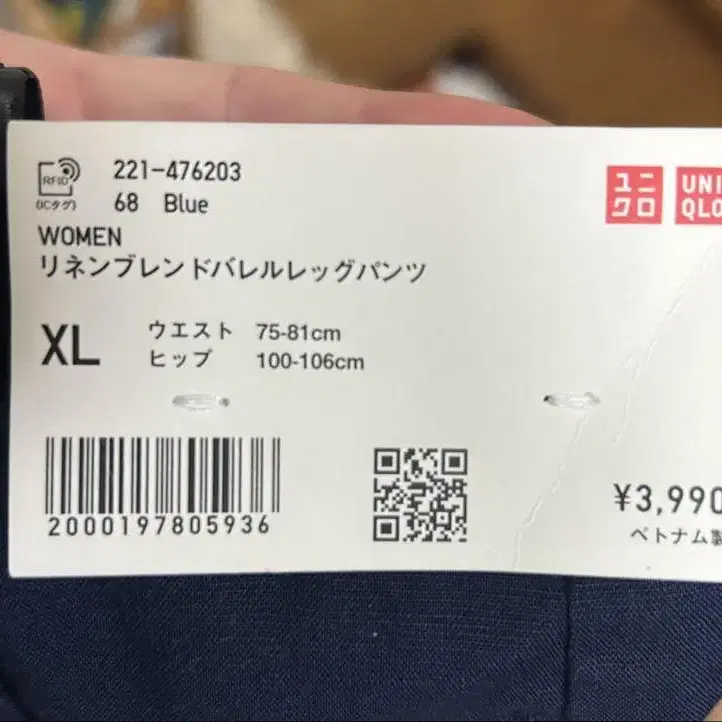 RFID
(ICタグ)
221-476203
68 Blue
ユニクロ
UNI
QLO
WOMEN
リネンブレンドバレルレッグパンツ
XL
ウエスト 75-81cm
ヒップ 100-106cm
2000197805936
¥3,990
ベトナム製